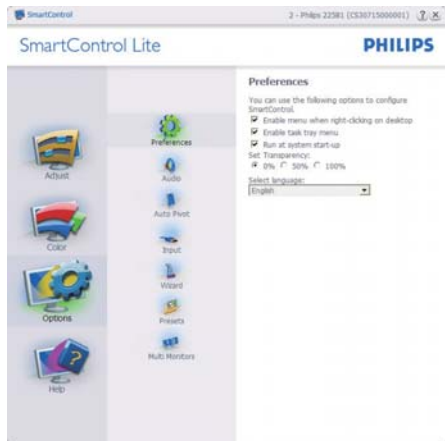 SmartControl
2 - Philips 225B1 (CS30715000001)
SmartControl Lite
PHILIPS
Adjust
Color
Options
Help
Preferences
Audio
Auto Pivot
Input
Wizard
Presets
Multi Monitors
Preferences
You can use the following options to configure
SmartControl.
Enable menu when right-clicking on desktop
Enable task tray menu
Run at system start-up
Set Transparency:
0% 50% 100%
Select language:
English